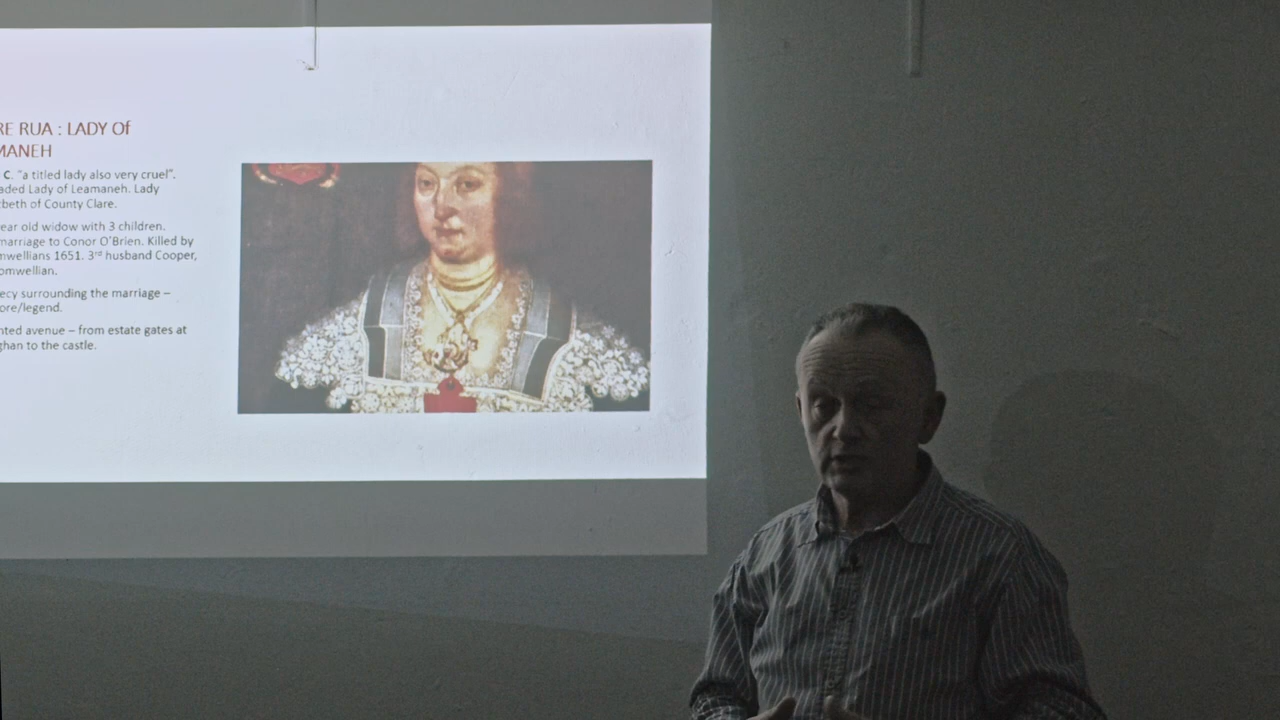 RE RUA : LADY Of
MANEH
C. "a titled lady also very cruel".
aded Lady of Leamaneh. Lady
beth of County Clare.
ear old widow with 3 children.
marriage to Conor O'Brien. Killed by
mwellians 1651. 3rd husband Cooper,
omwellian.
ecy surrounding the marriage –
ore/legend.
nted avenue – from estate gates at
ghan to the castle.